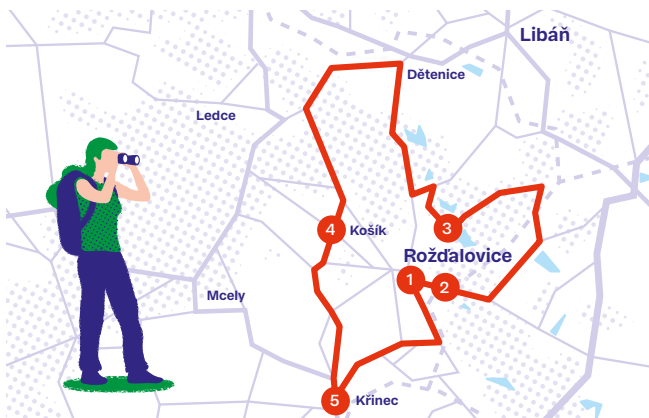 Libáň
Dětenice
Ledce
4 Košík
3
Rožďalovice
1 2
Mcely
5 Křinec